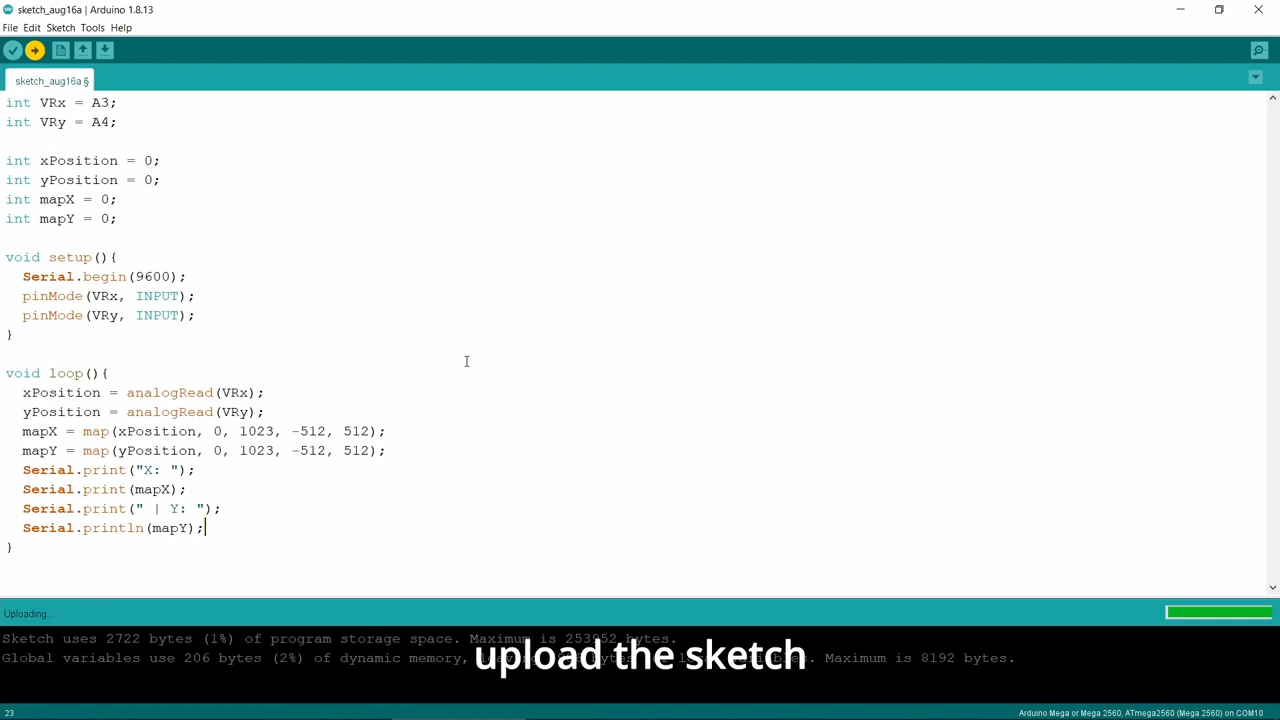 sketch_aug16a | Arduino 1.8.13
File Edit Sketch Tools Help
sketch_aug16a §
int VRx = A3;
int VRy = A4;
int xPosition = 0;
int yPosition = 0;
int mapX = 0;
int mapY = 0;
void setup(){
Serial.begin(9600);
pinMode(VRx, INPUT);
pinMode(VRy, INPUT);
}
void loop(){
xPosition = analogRead(VRx);
yPosition = analogRead(VRy);
mapX = map(xPosition, 0, 1023, -512, 512);
mapY = map(yPosition, 0, 1023, -512, 512);
Serial.print("X: ");
Serial.print(mapX);
Serial.print(" | Y: ");
Serial.println(mapY);
}
Uploading...
Sketch uses 2722 bytes (1%) of program storage space. Maximum is 253952 bytes.
Global variables use 206 bytes (2%) of dynamic memory, variables. Maximum is 8192 bytes.
upload the sketch
23
Arduino Mega or Mega 2560, ATmega2560 (Mega 2560) on COM10